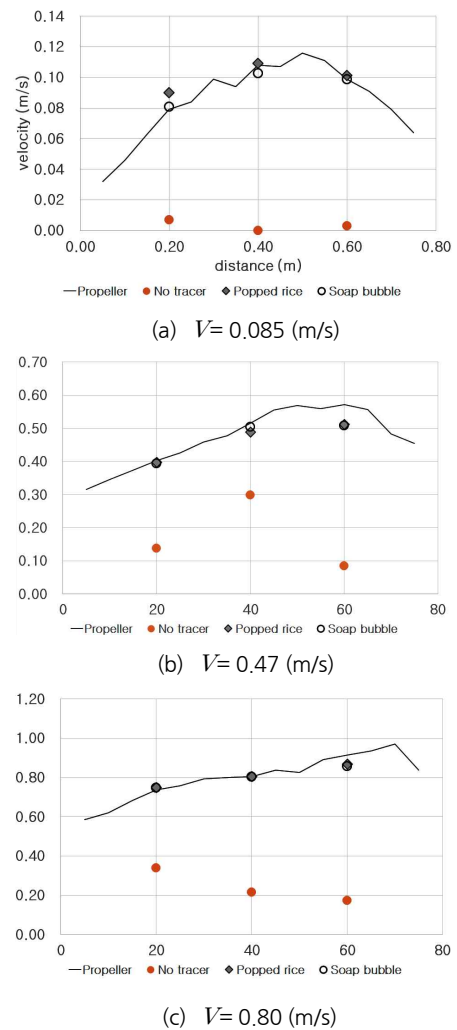 0.14
0.12
0.10
0.08
0.06
0.04
0.02
0.00
velocity (m/s)
0.00 0.20 0.40 0.60 0.80
distance (m)
Propeller No tracer Popped rice Soap bubble
(a) V= 0.085 (m/s)
0.70
0.60
0.50
0.40
0.30
0.20
0.10
0.00
0 20 40 60 80
Propeller No tracer Popped rice Soap bubble
(b) V= 0.47 (m/s)
1.20
1.00
0.80
0.60
0.40
0.20
0.00
0 20 40 60 80
Propeller No tracer Popped rice Soap bubble
(c) V= 0.80 (m/s)